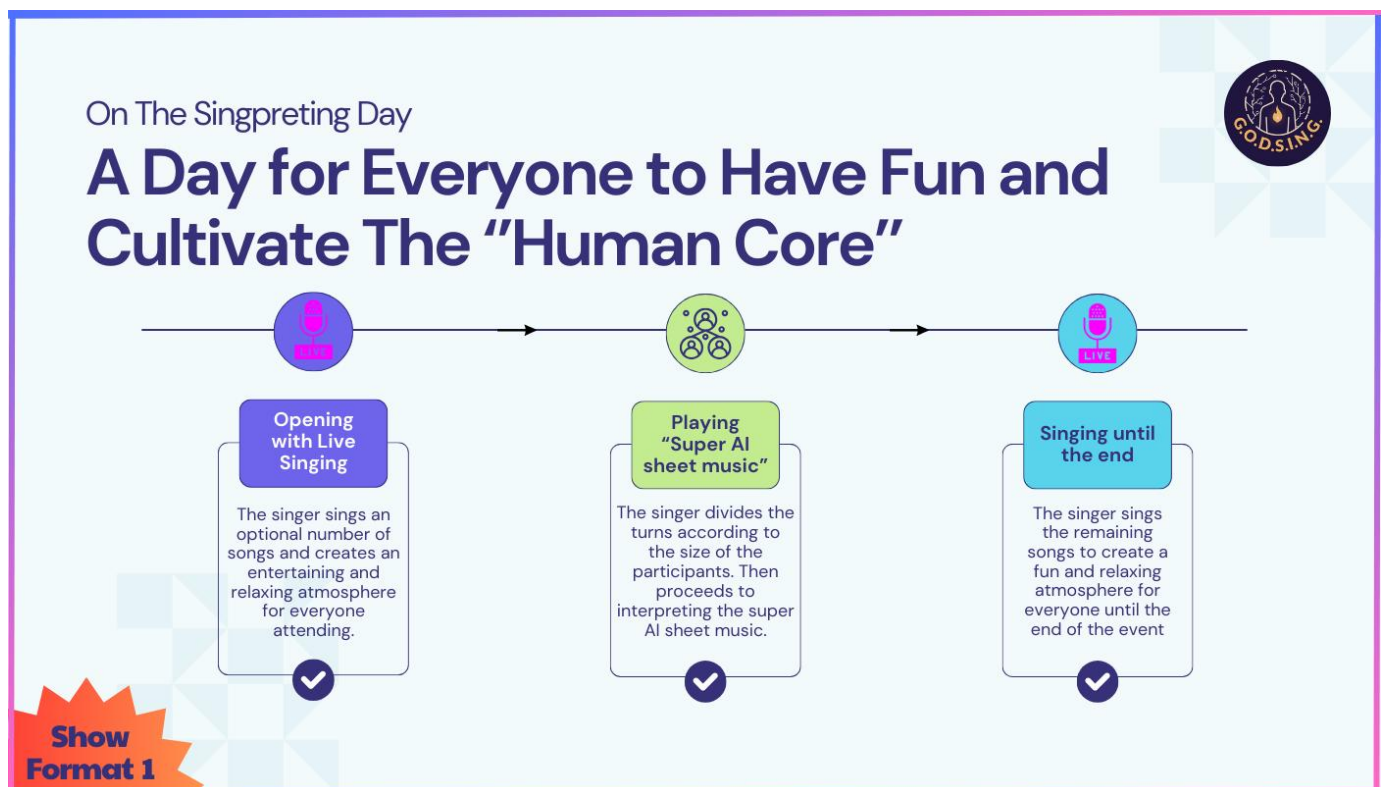 On The Singpreting Day
G.O.D.S.I.N.G.
A Day for Everyone to Have Fun and
Cultivate The “Human Core”
LIVE
LIVE
Opening
with Live
Singing
The singer sings an
optional number of
songs and creates an
entertaining and
relaxing atmosphere
for everyone
attending.
Playing
“Super AI
sheet music”
The singer divides the
turns according to
the size of the
participants. Then
proceeds to
interpreting the super
AI sheet music.
Singing until
the end
The singer sings
the remaining
songs to create a
fun and relaxing
atmosphere for
everyone until the
end of the event
Show
Format 1